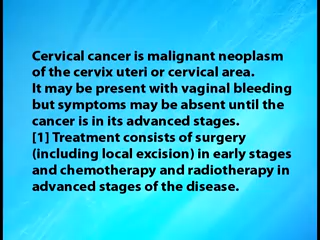 Cervical cancer is malignant neoplasm
of the cervix uteri or cervical area.
It may be present with vaginal bleeding
but symptoms may be absent until the
cancer is in its advanced stages.
[1] Treatment consists of surgery
(including local excision) in early stages
and chemotherapy and radiotherapy in
advanced stages of the disease.